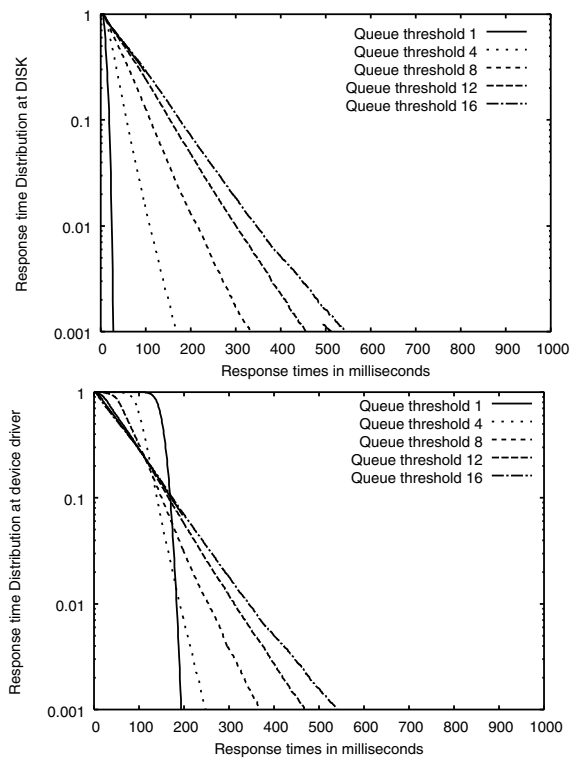 Response time Distribution at DISK
1
0.1
0.01
0.001
Queue threshold 1
Queue threshold 4
Queue threshold 8
Queue threshold 12
Queue threshold 16
0 100 200 300 400 500 600 700 800 900 1000
Response times in milliseconds
Response time Distribution at device driver
1
0.1
0.01
0.001
Queue threshold 1
Queue threshold 4
Queue threshold 8
Queue threshold 12
Queue threshold 16
0 100 200 300 400 500 600 700 800 900 1000
Response times in milliseconds